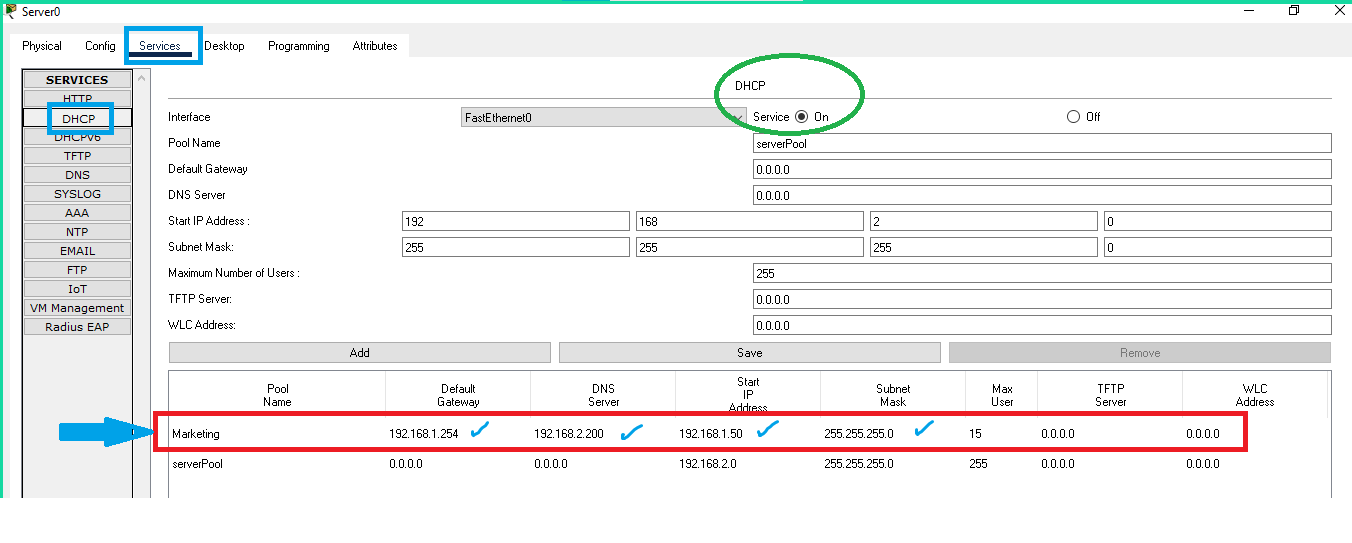 Server0
Physical Config Services Desktop Programming Attributes
SERVICES
HTTP
DHCP
DHCPv6
TFTP
DNS
SYSLOG
AAA
NTP
EMAIL
FTP
IoT
VM Management
Radius EAP
DHCP
Interface FastEthernet0 Service On Off
Pool Name serverPool
Default Gateway 0.0.0.0
DNS Server 0.0.0.0
Start IP Address : 192 168 2 0
Subnet Mask: 255 255 255 0
Maximum Number of Users : 255
TFTP Server: 0.0.0.0
WLC Address: 0.0.0.0
Add Save Remove
Pool Name Default Gateway DNS Server Start IP Address Subnet Mask Max User TFTP Server WLC Address
Marketing 192.168.1.254 192.168.2.200 192.168.1.50 255.255.255.0 15 0.0.0.0 0.0.0.0
serverPool 0.0.0.0 0.0.0.0 192.168.2.0 255.255.255.0 255 0.0.0.0 0.0.0.0